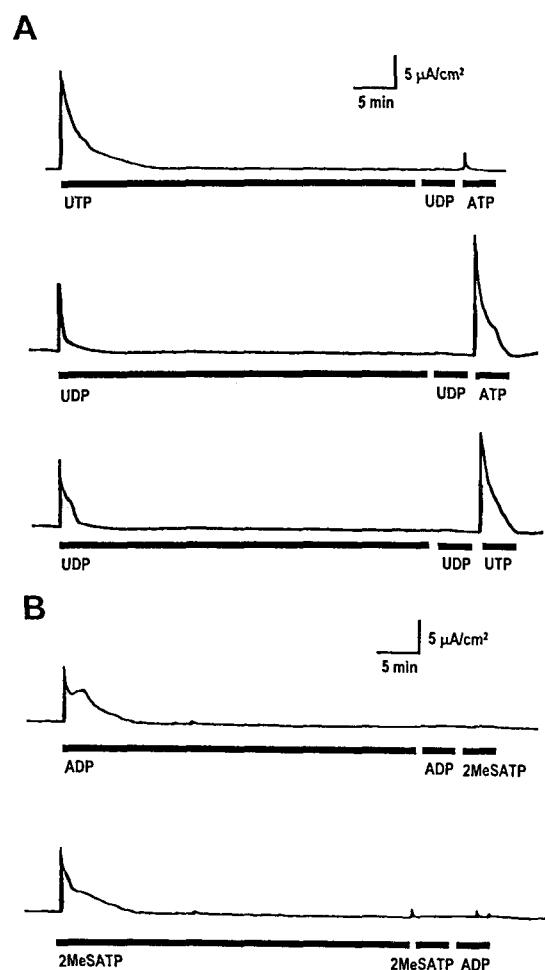 A
5 μA/cm²
5 min
UTP UDP ATP
UDP UDP ATP
UDP UDP UTP
B
5 μA/cm²
5 min
ADP ADP 2MeSATP
2MeSATP 2MeSATP ADP